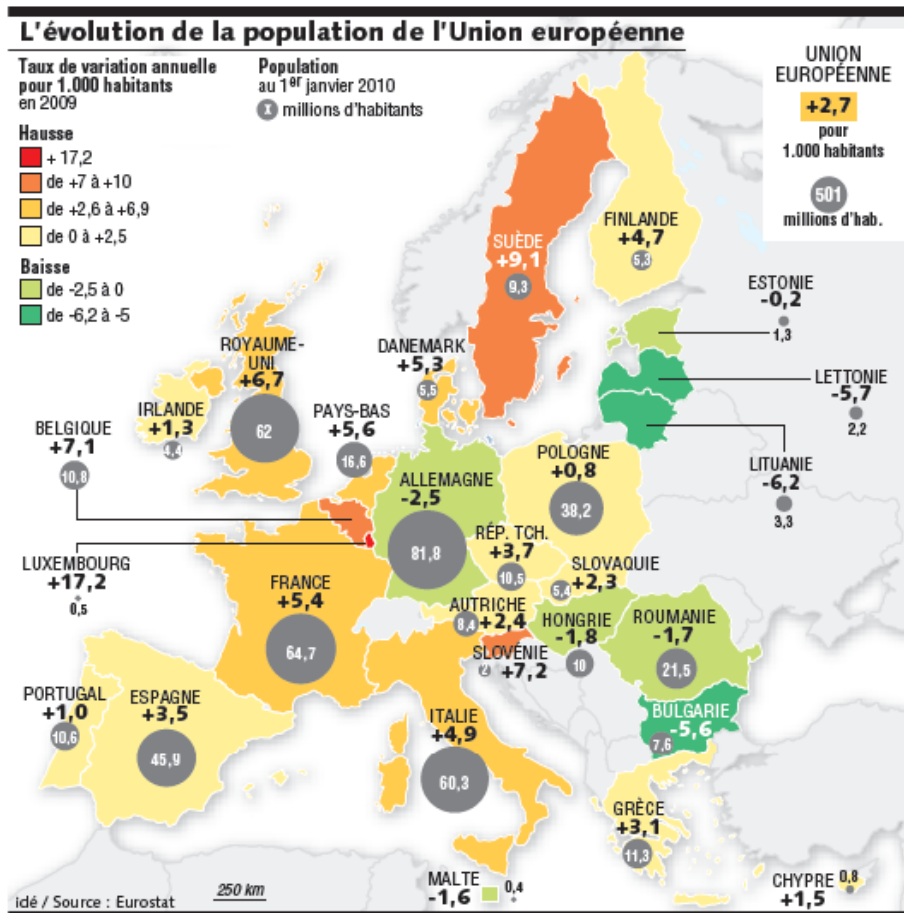 L'évolution de la population de l'Union européenne
Taux de variation annuelle
pour 1.000 habitants
en 2009
Hausse
+ 17,2
de +7 à +10
de +2,6 à +6,9
de 0 à +2,5
Baisse
de -2,5 à 0
de -6,2 à -5
Population
au 1er janvier 2010
X millions d'habitants
UNION
EUROPÉENNE
+2,7
pour
1.000 habitants
501
millions d'hab.
FINLANDE
+4,7
5,3
SUÈDE
+9,1
9,3
ESTONIE
-0,2
1,3
LETTONIE
-5,7
2,2
LITUANIE
-6,2
3,3
ROYAUME-
UNI
+6,7
62
DANEMARK
+5,3
5,5
IRLANDE
+1,3
4,4
PAYS-BAS
+5,6
16,6
BELGIQUE
+7,1
10,8
ALLEMAGNE
-2,5
81,8
POLOGNE
+0,8
38,2
LUXEMBOURG
+17,2
0,5
RÉP. TCH.
+3,7
10,5
SLOVAQUIE
5,4 +2,3
FRANCE
+5,4
64,7
AUTRICHE
8,4 +2,4
HONGRIE
-1,8
10
ROUMANIE
-1,7
21,5
SLOVÉNIE
2 +7,2
BULGARIE
-5,6
7,6
PORTUGAL
+1,0
10,6
ESPAGNE
+3,5
45,9
ITALIE
+4,9
60,3
GRÈCE
+3,1
11,3
MALTE
-1,6
0,4
CHYPRE
0,8
+1,5
idé / Source : Eurostat
250 km